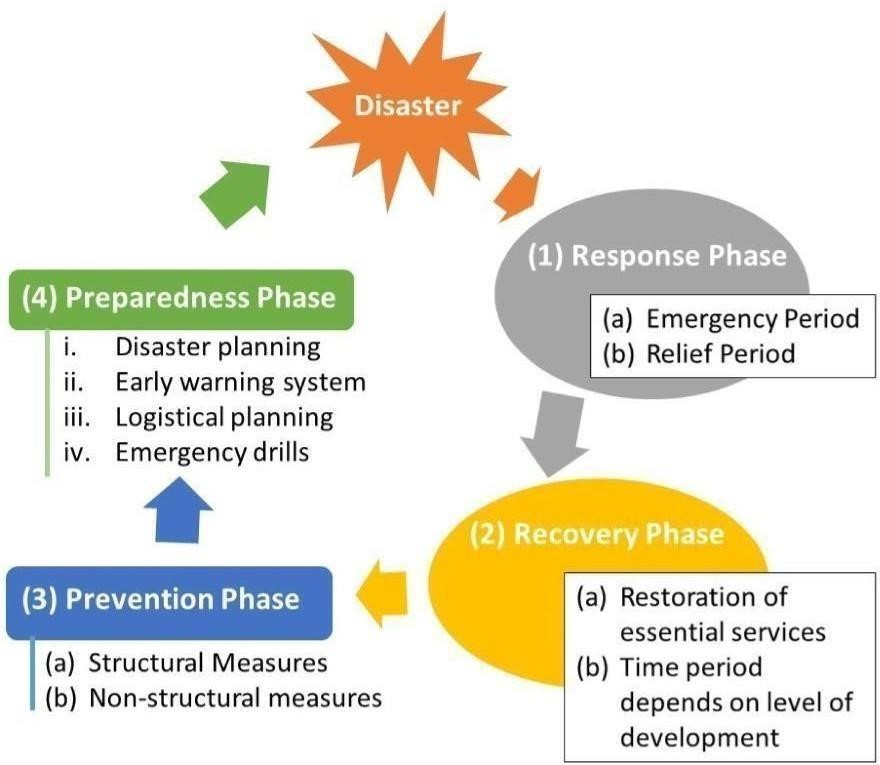 Disaster
(1) Response Phase
(a) Emergency Period
(b) Relief Period
(2) Recovery Phase
(a) Restoration of
essential services
(b) Time period
depends on level of
development
(3) Prevention Phase
(a) Structural Measures
(b) Non-structural measures
(4) Preparedness Phase
i. Disaster planning
ii. Early warning system
iii. Logistical planning
iv. Emergency drills